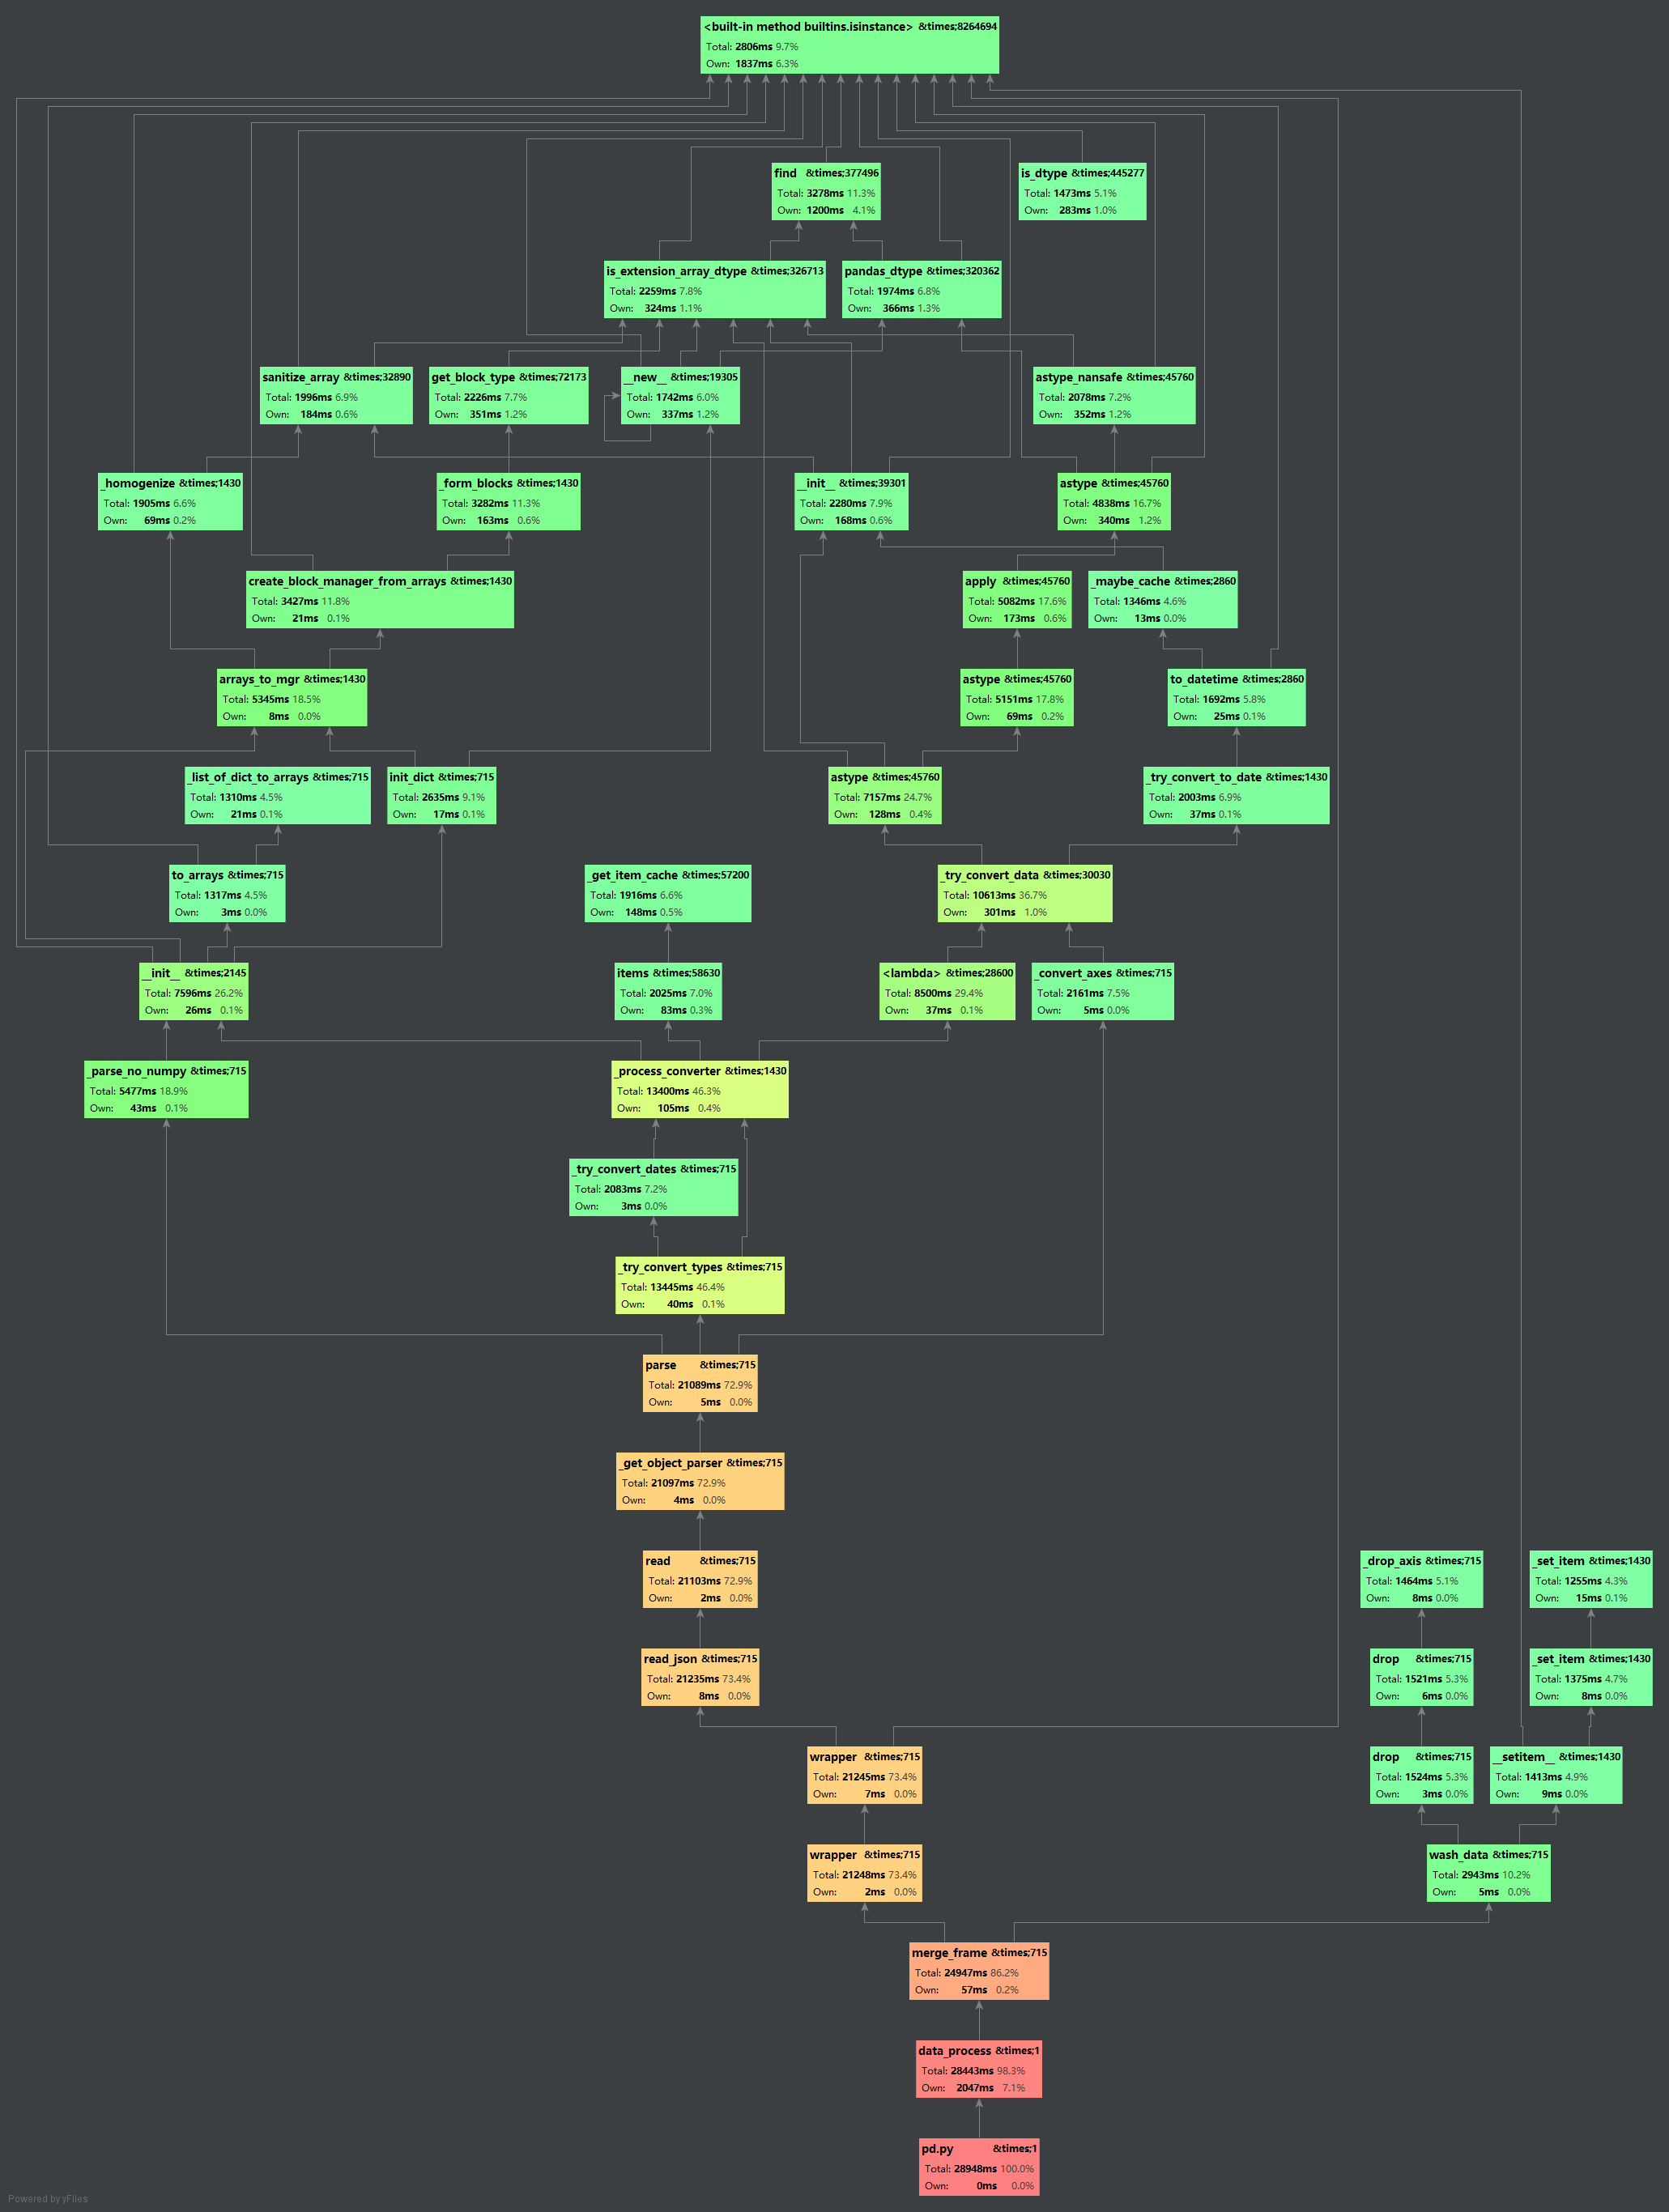 <built-in method builtins.isinstance> &times;8264694
Total: 2806ms 9.7%
Own: 1837ms 6.3%
find &times;377496
Total: 3278ms 11.3%
Own: 1200ms 4.1%
is_dtype &times;445277
Total: 1473ms 5.1%
Own: 283ms 1.0%
is_extension_array_dtype &times;326713
Total: 2259ms 7.8%
Own: 324ms 1.1%
pandas_dtype &times;320362
Total: 1974ms 6.8%
Own: 366ms 1.3%
sanitize_array &times;32890
Total: 1996ms 6.9%
Own: 184ms 0.6%
get_block_type &times;72173
Total: 2226ms 7.7%
Own: 351ms 1.2%
__new__ &times;19305
Total: 1742ms 6.0%
Own: 337ms 1.2%
astype_nansafe &times;45760
Total: 2078ms 7.2%
Own: 352ms 1.2%
_homogenize &times;1430
Total: 1905ms 6.6%
Own: 69ms 0.2%
_form_blocks &times;1430
Total: 3282ms 11.3%
Own: 163ms 0.6%
__init__ &times;39301
Total: 2280ms 7.9%
Own: 168ms 0.6%
astype &times;45760
Total: 4838ms 16.7%
Own: 340ms 1.2%
create_block_manager_from_arrays &times;1430
Total: 3427ms 11.8%
Own: 21ms 0.1%
apply &times;45760
Total: 5082ms 17.6%
Own: 173ms 0.6%
_maybe_cache &times;2860
Total: 1346ms 4.6%
Own: 13ms 0.0%
arrays_to_mgr &times;1430
Total: 5345ms 18.5%
Own: 8ms 0.0%
astype &times;45760
Total: 5151ms 17.8%
Own: 69ms 0.2%
to_datetime &times;2860
Total: 1692ms 5.8%
Own: 25ms 0.1%
_list_of_dict_to_arrays &times;715
Total: 1310ms 4.5%
Own: 21ms 0.1%
init_dict &times;715
Total: 2635ms 9.1%
Own: 17ms 0.1%
astype &times;45760
Total: 7157ms 24.7%
Own: 128ms 0.4%
_try_convert_to_date &times;1430
Total: 2003ms 6.9%
Own: 37ms 0.1%
to_arrays &times;715
Total: 1317ms 4.5%
Own: 3ms 0.0%
_get_item_cache &times;57200
Total: 1916ms 6.6%
Own: 148ms 0.5%
_try_convert_data &times;30030
Total: 10613ms 36.7%
Own: 301ms 1.0%
__init__ &times;2145
Total: 7596ms 26.2%
Own: 26ms 0.1%
items &times;58630
Total: 2025ms 7.0%
Own: 83ms 0.3%
<lambda> &times;28600
Total: 8500ms 29.4%
Own: 37ms 0.1%
_convert_axes &times;715
Total: 2161ms 7.5%
Own: 5ms 0.0%
_parse_no_numpy &times;715
Total: 5477ms 18.9%
Own: 43ms 0.1%
_process_converter &times;1430
Total: 13400ms 46.3%
Own: 105ms 0.4%
_try_convert_dates &times;715
Total: 2083ms 7.2%
Own: 3ms 0.0%
_try_convert_types &times;715
Total: 13445ms 46.4%
Own: 40ms 0.1%
parse &times;715
Total: 21089ms 72.9%
Own: 5ms 0.0%
_get_object_parser &times;715
Total: 21097ms 72.9%
Own: 4ms 0.0%
read &times;715
Total: 21103ms 72.9%
Own: 2ms 0.0%
_drop_axis &times;715
Total: 1464ms 5.1%
Own: 8ms 0.0%
_set_item &times;1430
Total: 1255ms 4.3%
Own: 15ms 0.1%
read_json &times;715
Total: 21235ms 73.4%
Own: 8ms 0.0%
drop &times;715
Total: 1521ms 5.3%
Own: 6ms 0.0%
_set_item &times;1430
Total: 1375ms 4.7%
Own: 8ms 0.0%
wrapper &times;715
Total: 21245ms 73.4%
Own: 7ms 0.0%
drop &times;715
Total: 1524ms 5.3%
Own: 3ms 0.0%
__setitem__ &times;1430
Total: 1413ms 4.9%
Own: 9ms 0.0%
wrapper &times;715
Total: 21248ms 73.4%
Own: 2ms 0.0%
wash_data &times;715
Total: 2943ms 10.2%
Own: 5ms 0.0%
merge_frame &times;715
Total: 24947ms 86.2%
Own: 57ms 0.2%
data_process &times;1
Total: 28443ms 98.3%
Own: 2047ms 7.1%
pd.py &times;1
Total: 28948ms 100.0%
Own: 0ms 0.0%
Powered by yFiles